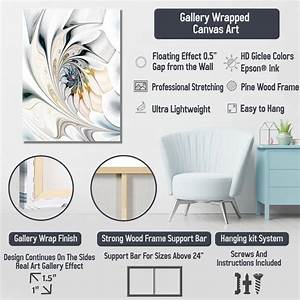 Gallery Wrapped
Canvas Art
Floating Effect 0.5"
Gap from the Wall
HD Giclee Colors
Epson® Ink
Professional Stretching
Pine Wood Frame
Ultra Lightweight
Easy to Hang
Gallery Wrap Finish
Strong Wood Frame Support Bar
Hanging kit System
Design Continues On The Sides
Real Art Gallery Effect
Support Bar For Sizes Above 24"
Screws And
Instructions Included
1.5"
1"